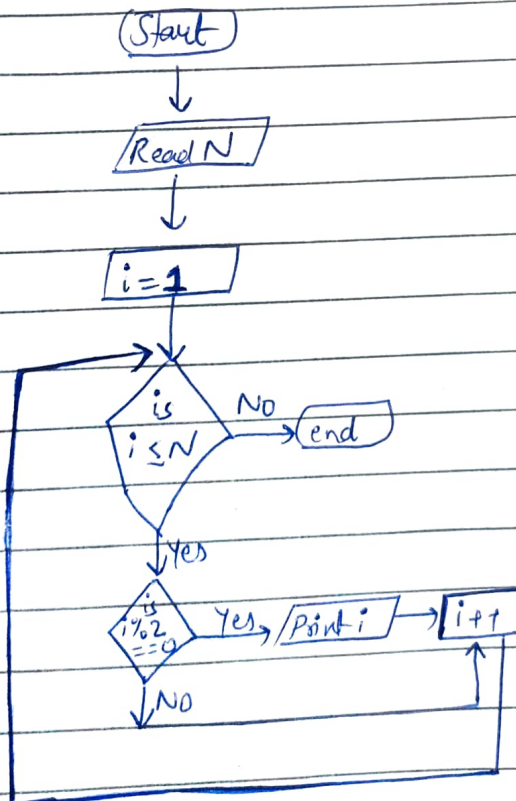 Start
Read N
i = 1
is
i ≤ N
No
end
Yes
is
i%2
==0
Yes
Print i
i++
NO